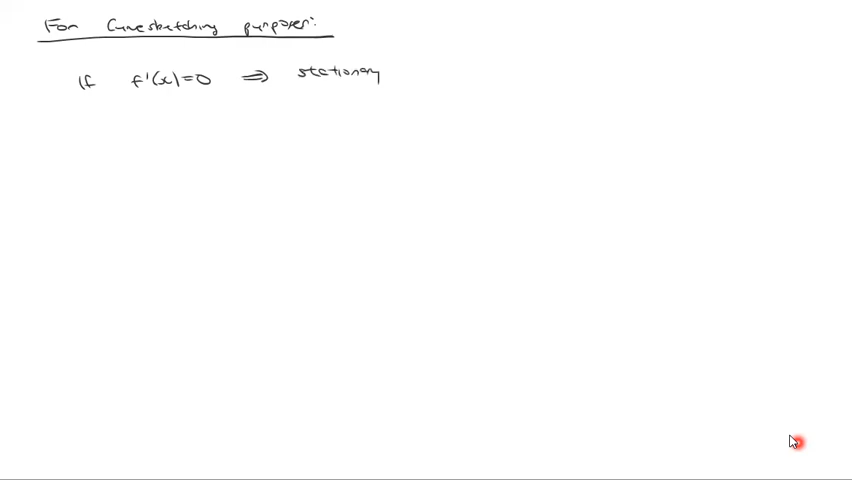 For Curvesketching purposes:
If f'(x)=0 ⇒ stationary